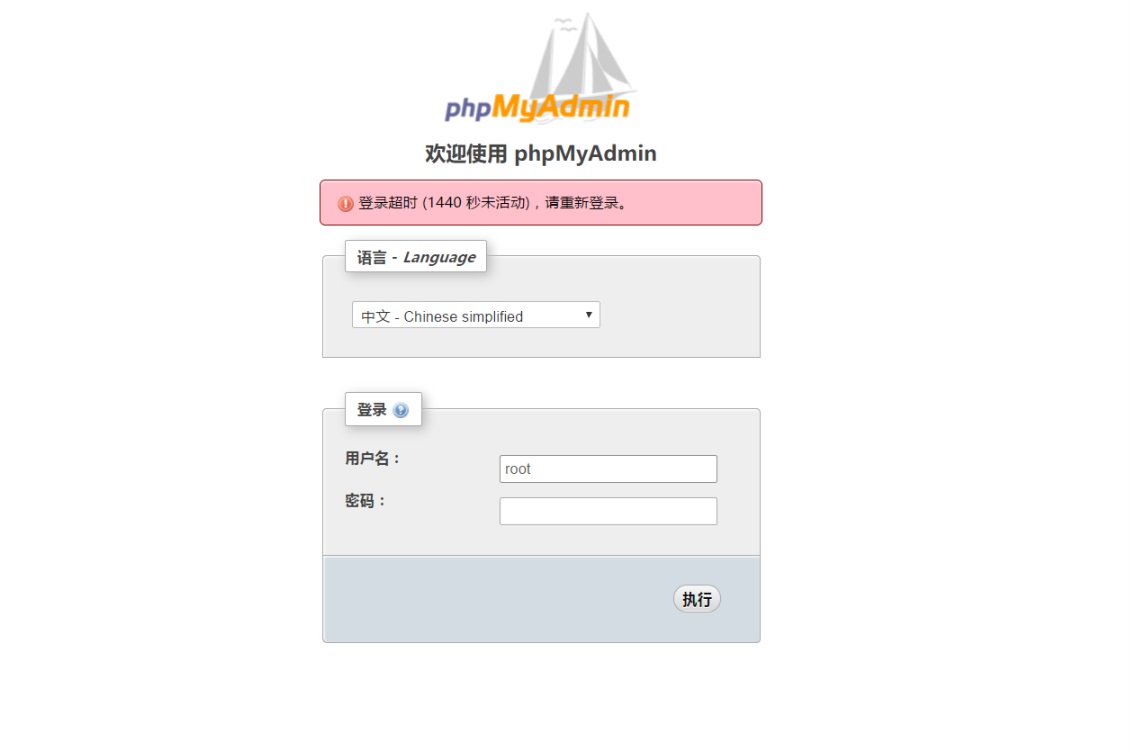 phpMyAdmin
欢迎使用 phpMyAdmin
登录超时 (1440 秒未活动)，请重新登录。
语言 - Language
中文 - Chinese simplified
登录
用户名：
root
密码：
执行